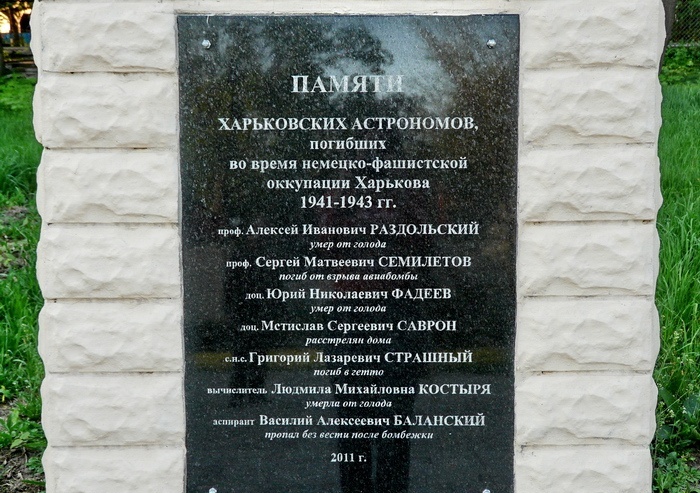 ПАМЯТИ
ХАРЬКОВСКИХ АСТРОНОМОВ,
погибших
во время немецко-фашистской
оккупации Харькова
1941-1943 гг.
проф. Алексей Иванович РАЗДОЛЬСКИЙ
умер от голода
проф. Сергей Матвеевич СЕМИЛЕТОВ
погиб от взрыва авиабомбы
доц. Юрий Николаевич ФАДЕЕВ
умер от голода
доц. Мстислав Сергеевич САВРОН
расстрелян дома
с.н.с. Григорий Лазаревич СТРАШНЫЙ
погиб в гетто
вычислитель Людмила Михайловна КОСТЫРЯ
умерла от голода
аспирант Василий Алексеевич БАЛАНСКИЙ
пропал без вести после бомбежки
2011 г.